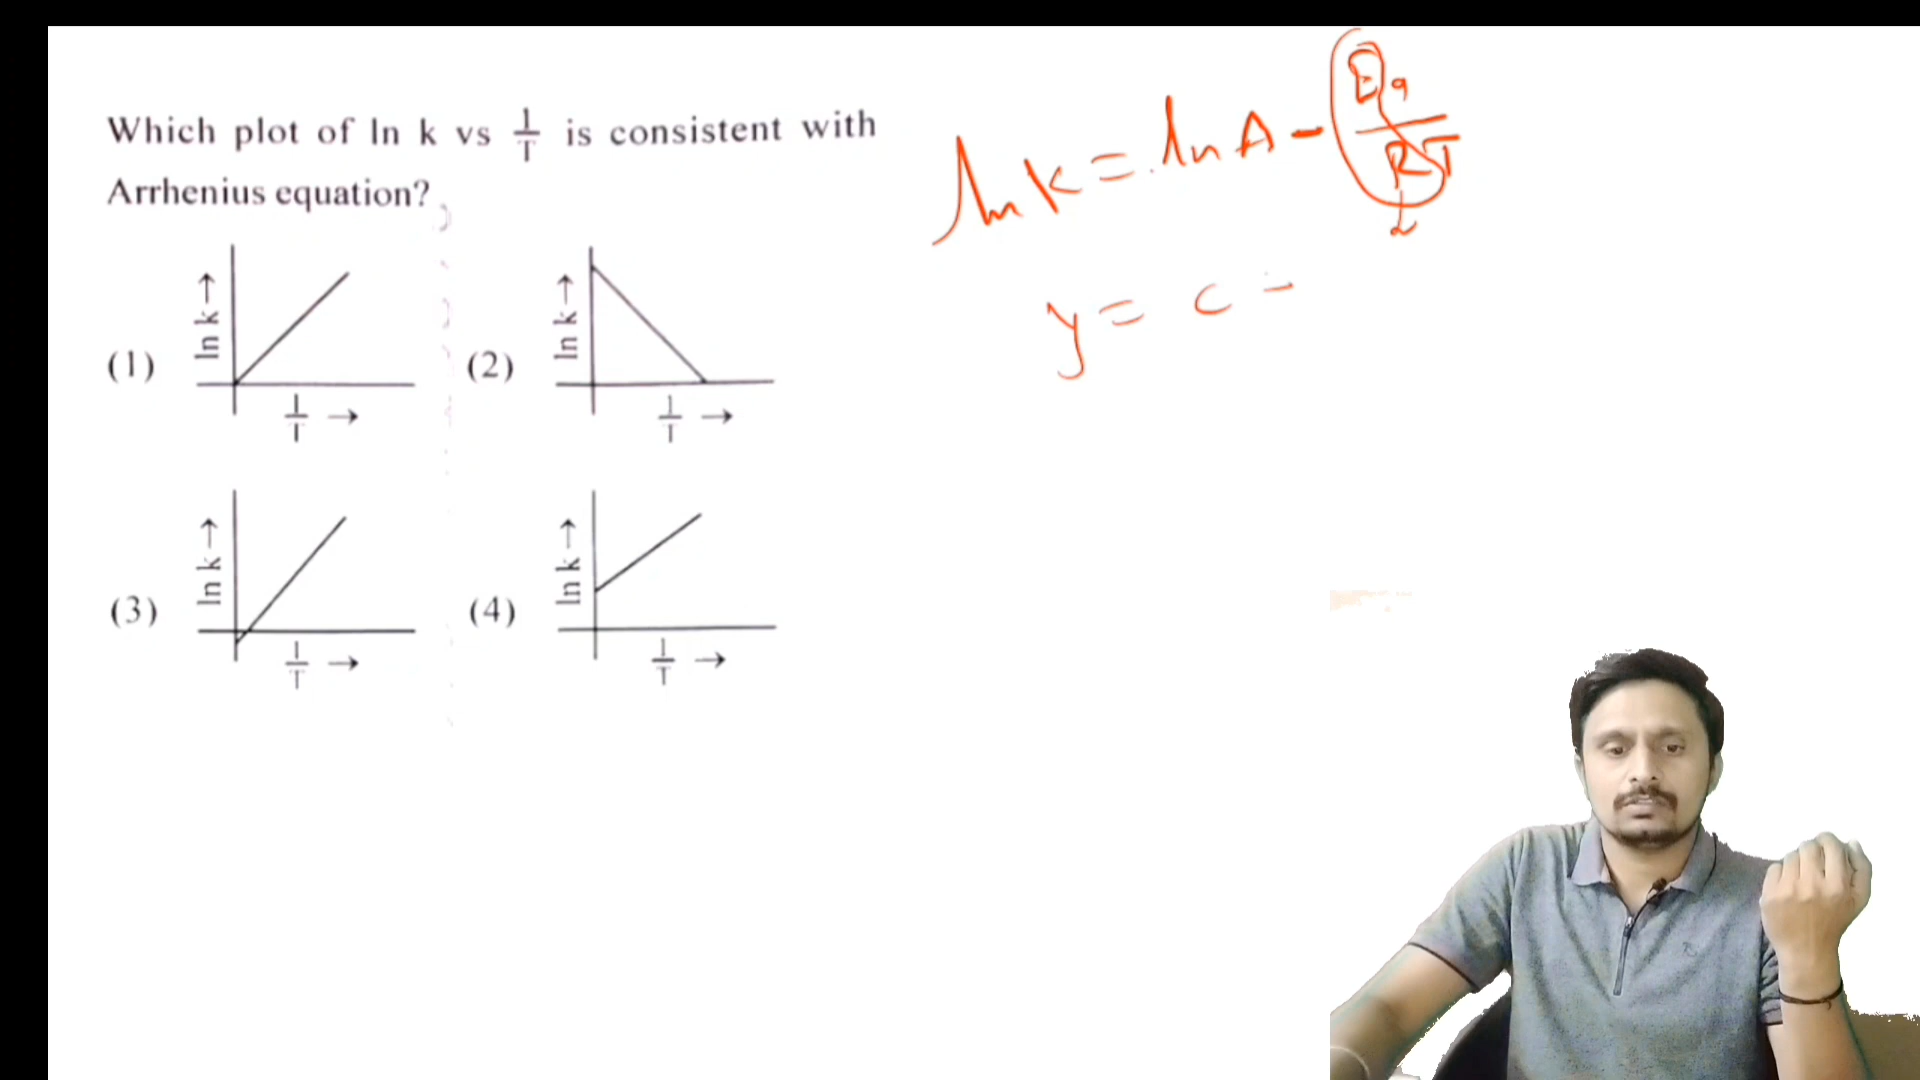 Which plot of ln k vs 1/T is consistent with
Arrhenius equation?
(1) ln k → 1/T →
(2) ln k → 1/T →
(3) ln k → 1/T →
(4) ln k → 1/T →
ln k = ln A - Ea/RT
y = c -